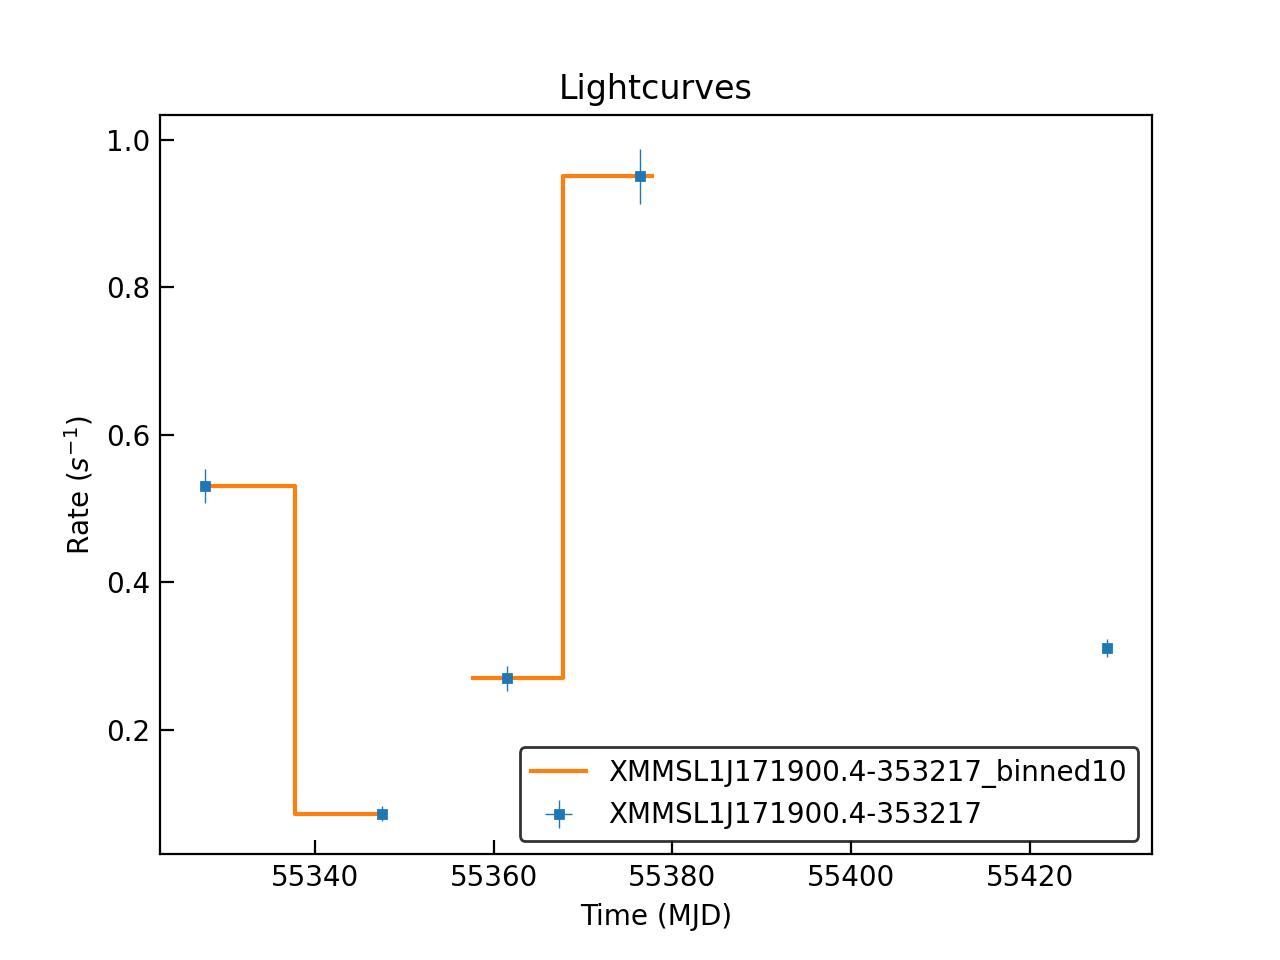 Lightcurves
1.0
0.8
0.6
0.4
0.2
Rate (s⁻¹)
55340 55360 55380 55400 55420
Time (MJD)
XMMSL1J171900.4-353217_binned10
XMMSL1J171900.4-353217